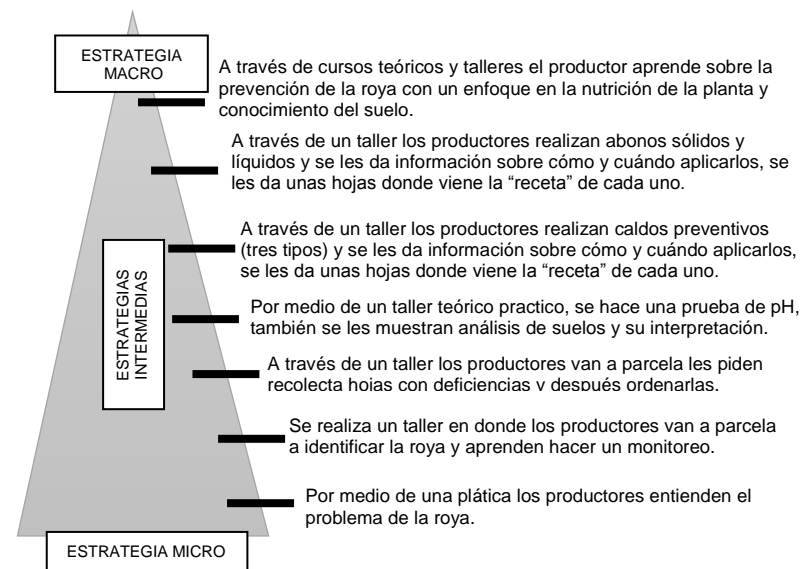 ESTRATEGIA
MACRO
A través de cursos teóricos y talleres el productor aprende sobre la
prevención de la roya con un enfoque en la nutrición de la planta y
conocimiento del suelo.
A través de un taller los productores realizan abonos sólidos y
líquidos y se les da información sobre cómo y cuándo aplicarlos, se
les da unas hojas donde viene la “receta” de cada uno.
A través de un taller los productores realizan caldos preventivos
(tres tipos) y se les da información sobre cómo y cuándo aplicarlos,
se les da unas hojas donde viene la “receta” de cada uno.
ESTRATEGIAS
INTERMEDIAS
Por medio de un taller teórico practico, se hace una prueba de pH,
también se les muestran análisis de suelos y su interpretación.
A través de un taller los productores van a parcela les piden
recolecta hojas con deficiencias y después ordenarlas.
Se realiza un taller en donde los productores van a parcela
a identificar la roya y aprenden hacer un monitoreo.
Por medio de una plática los productores entienden el
problema de la roya.
ESTRATEGIA MICRO